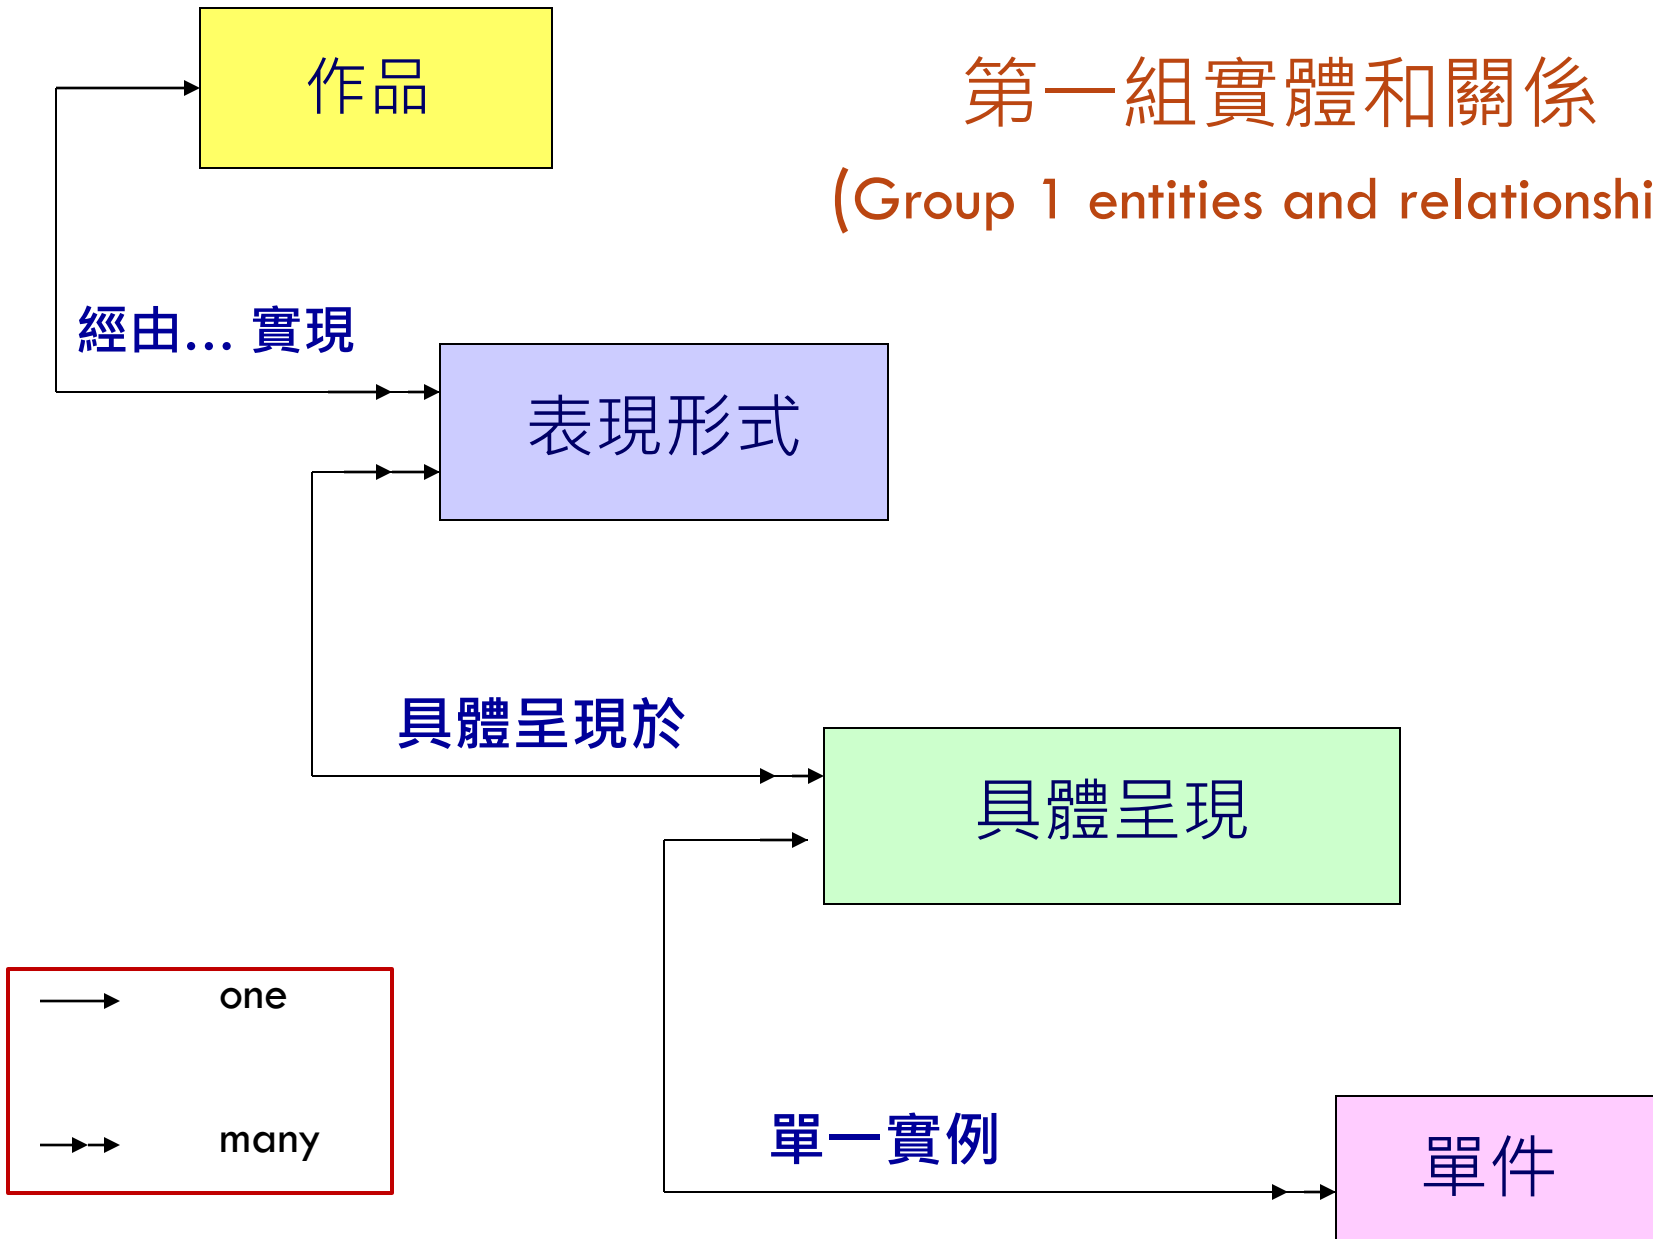 作品
第一組實體和關係
(Group 1 entities and relationshi
經由... 實現
表現形式
具體呈現於
具體呈現
one
many
單一實例
單件